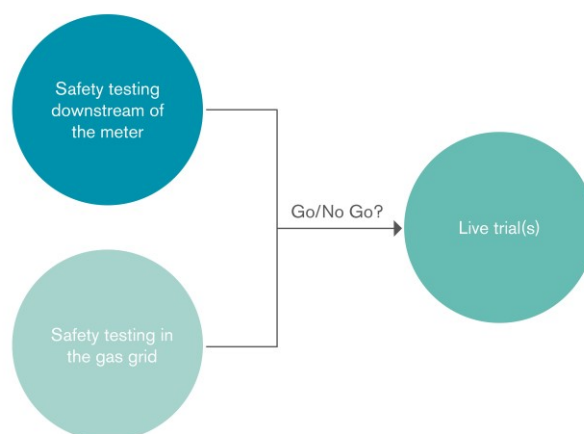 Safety testing
downstream of
the meter
Go/No Go?
Live trial(s)
Safety testing in
the gas grid